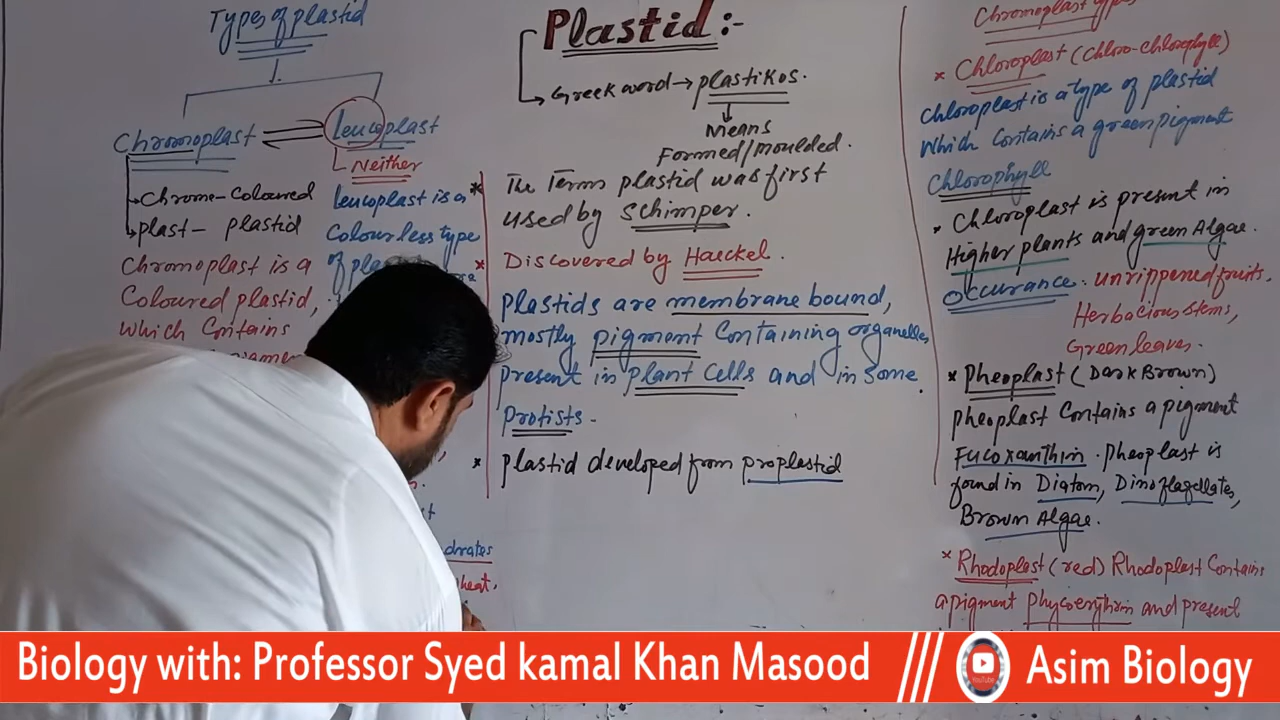 Types of plastid
Chromoplast
leucoplast
Neither
Chrome-Coloured
plast- plastid
Chromoplast is a
Coloured plastid,
which Contains
leucoplast is a
Colourless type
of
drates
heat.
Plastid:-
Greek word → plastikos.
Means
Formed/Moulded.
* The Term plastid was first
used by Schimper.
* Discovered by Haeckel.
plastids are membrane bound,
mostly pigment Containing organelles
present in plant Cells and in some
Protists-
* plastid developed from proplastid
Chromoplast types
* Chloroplast (Chloro-chlorophyll)
Chloroplast is a type of plastid
which Contains a green pigment
Chlorophyll
* Chloroplast is present in
Higher plants and green Algae.
Occurance. unrippened fruits,
Herbacious stems,
Green leaves.
* Pheoplast (Dark Brown)
pheoplast Contains a pigment
Fucoxanthin. pheoplast is
found in Diatom, Dinoflagellates,
Brown Algae.
* Rhodoplast (red) Rhodoplast Contains
a pigment phycoerythrin and present
Biology with: Professor Syed kamal Khan Masood
YouTube
Asim Biology